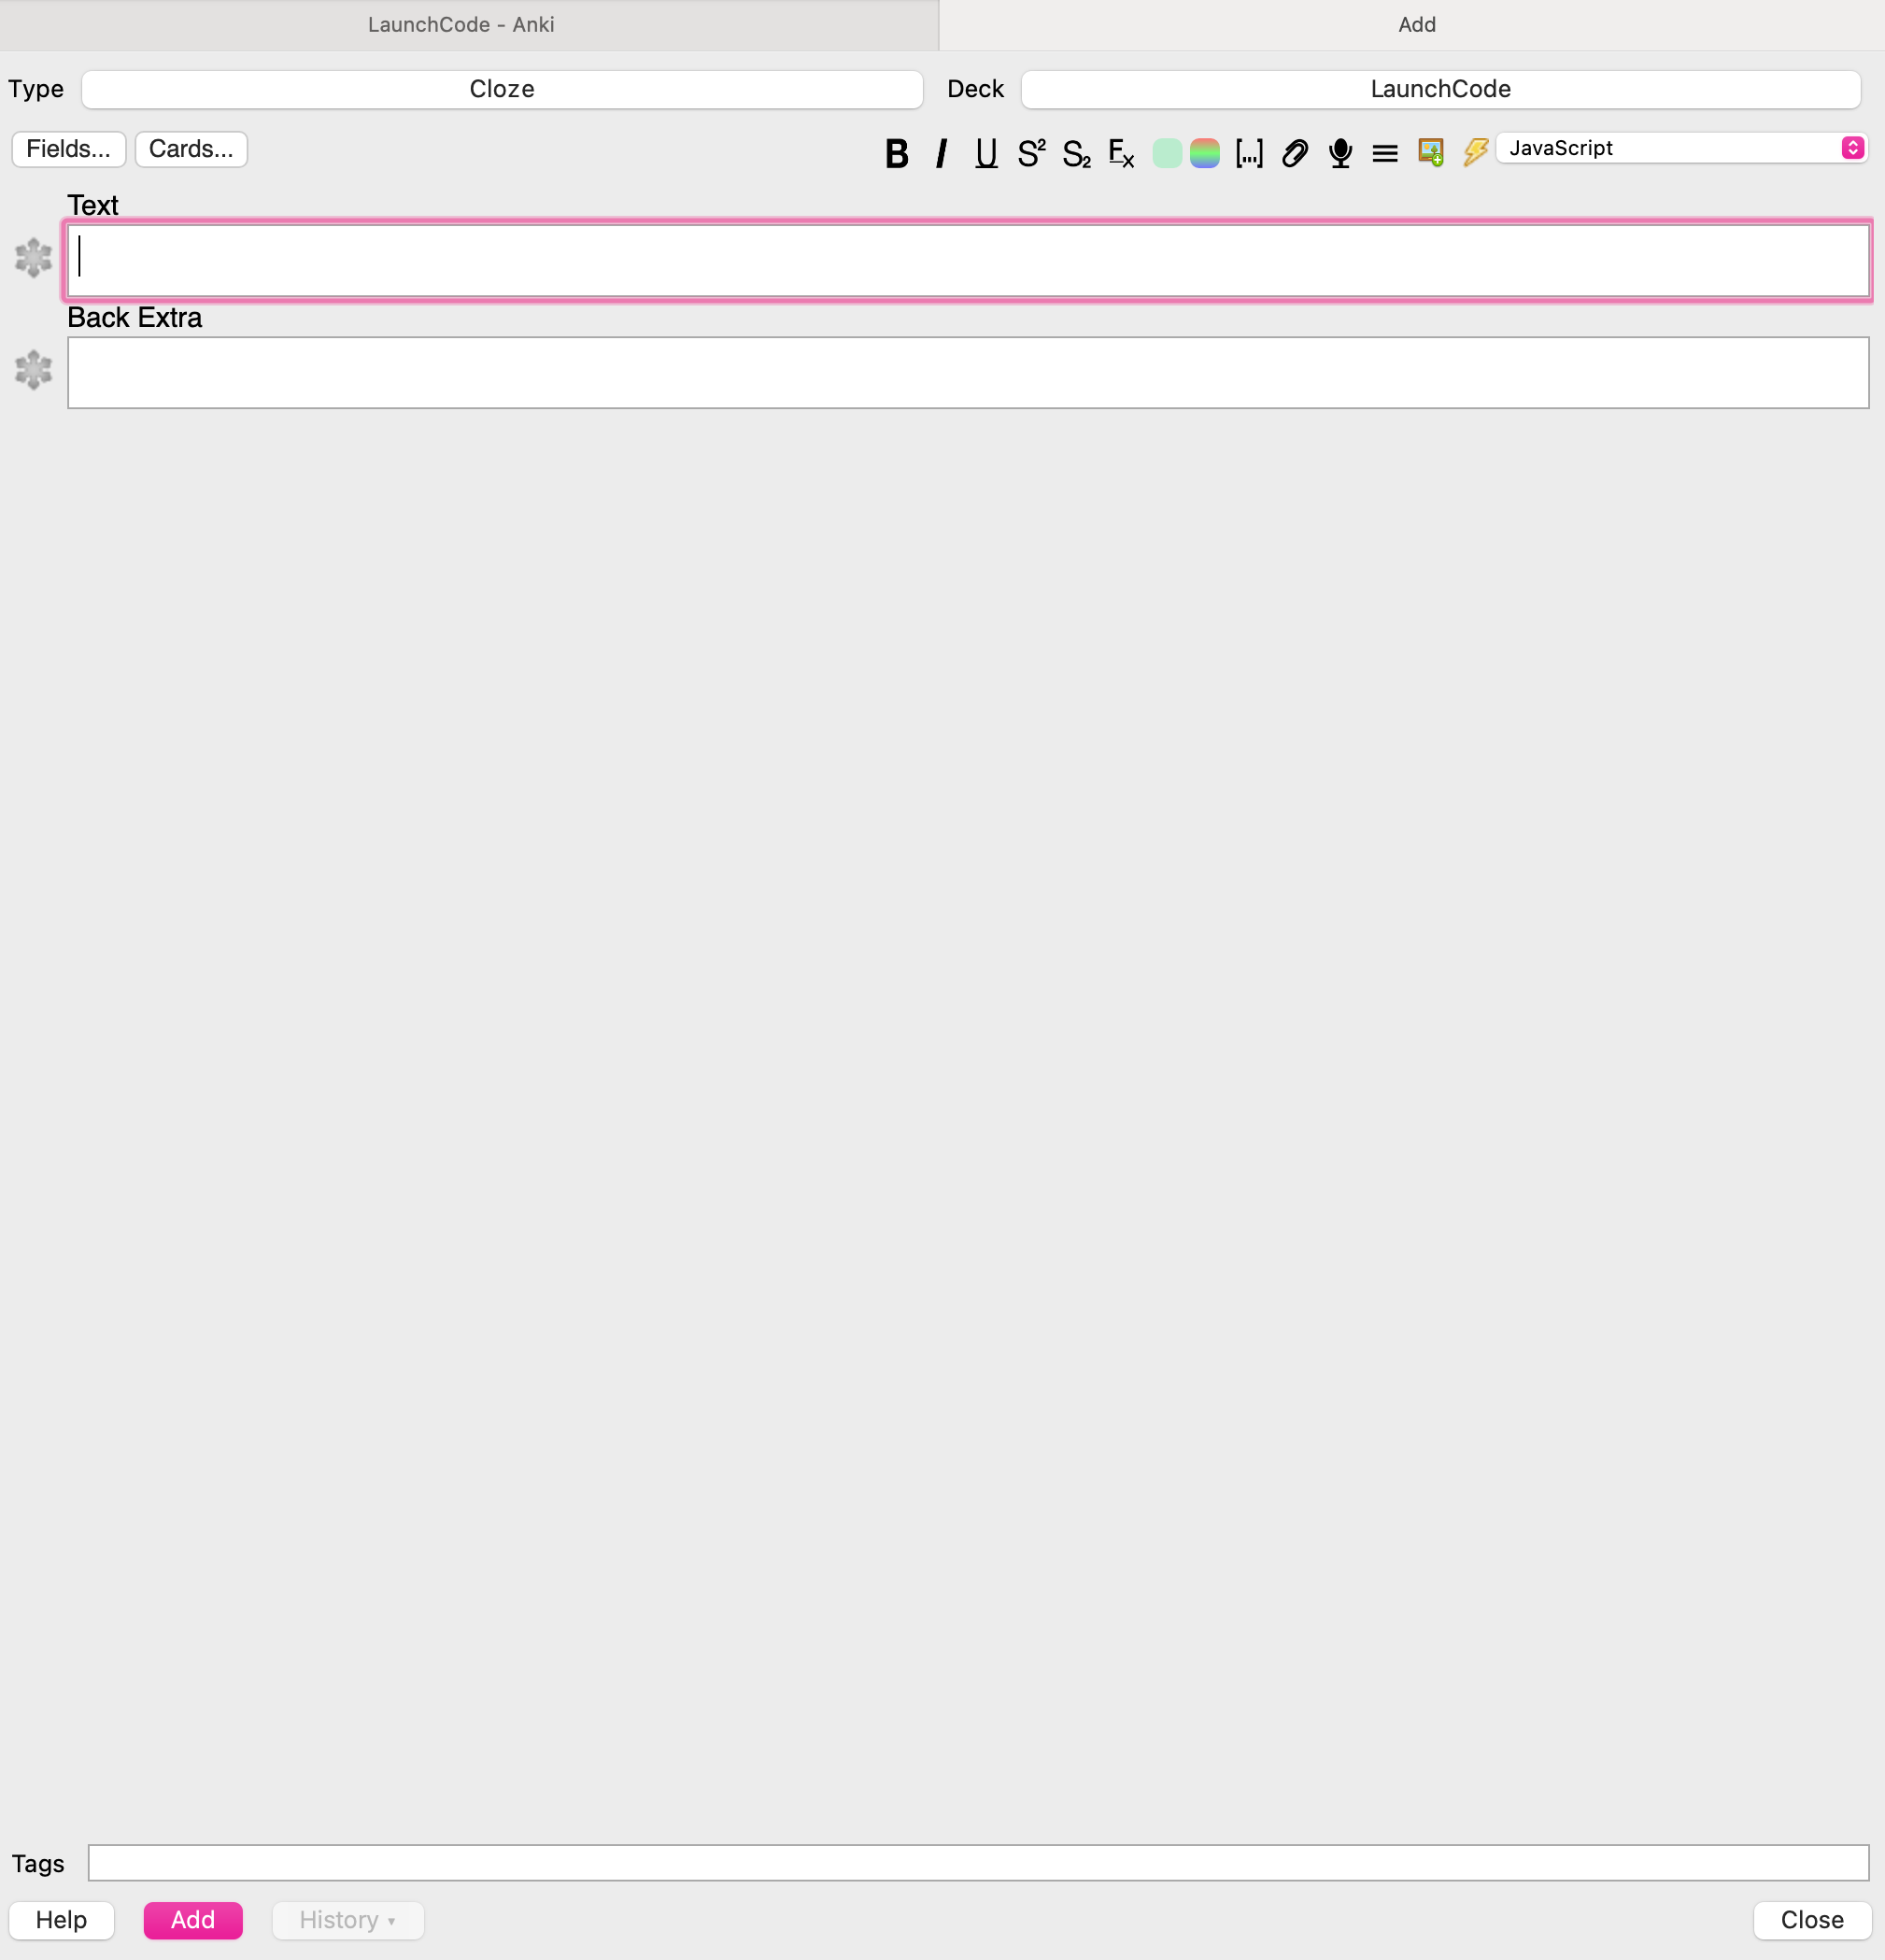 LaunchCode - Anki
Add
Type Cloze Deck LaunchCode
Fields... Cards... B I U S² S₂ Fx [...] JavaScript
Text
Back Extra
Tags
Help Add History ▾ Close